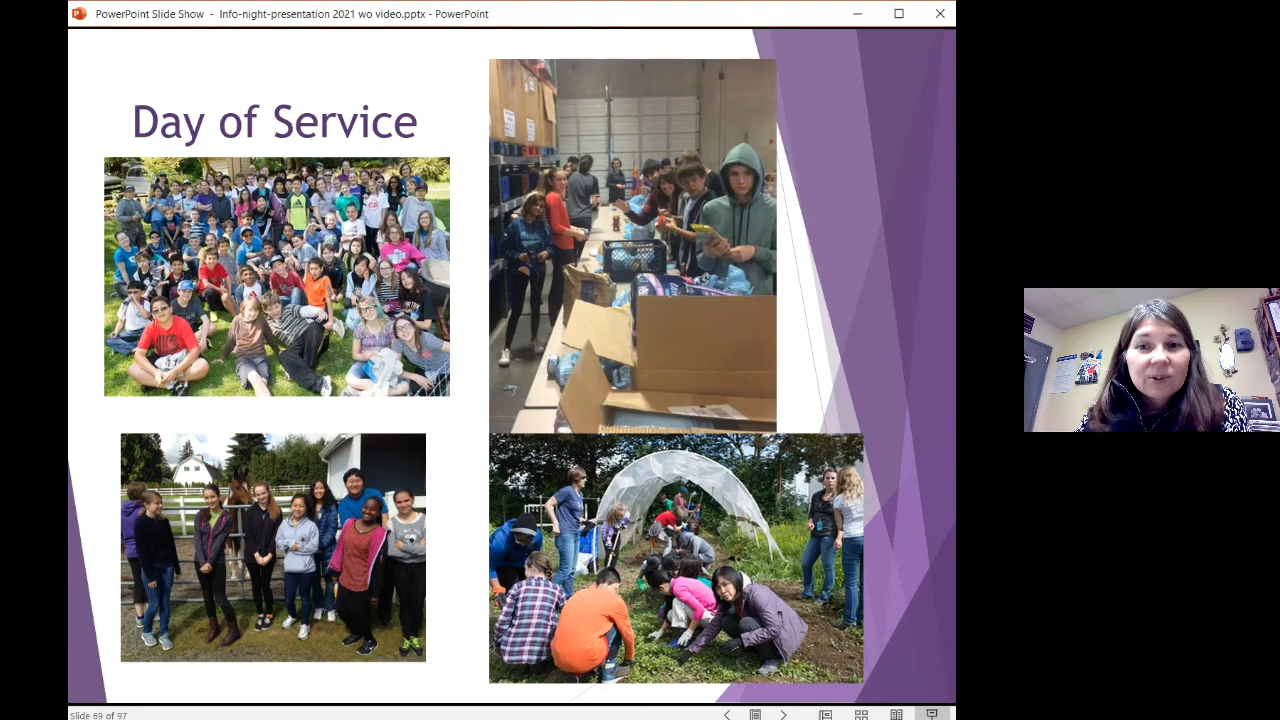 PowerPoint Slide Show - Info-night-presentation 2021 wo video.pptx - PowerPoint
Day of Service
Slide 69 of 97